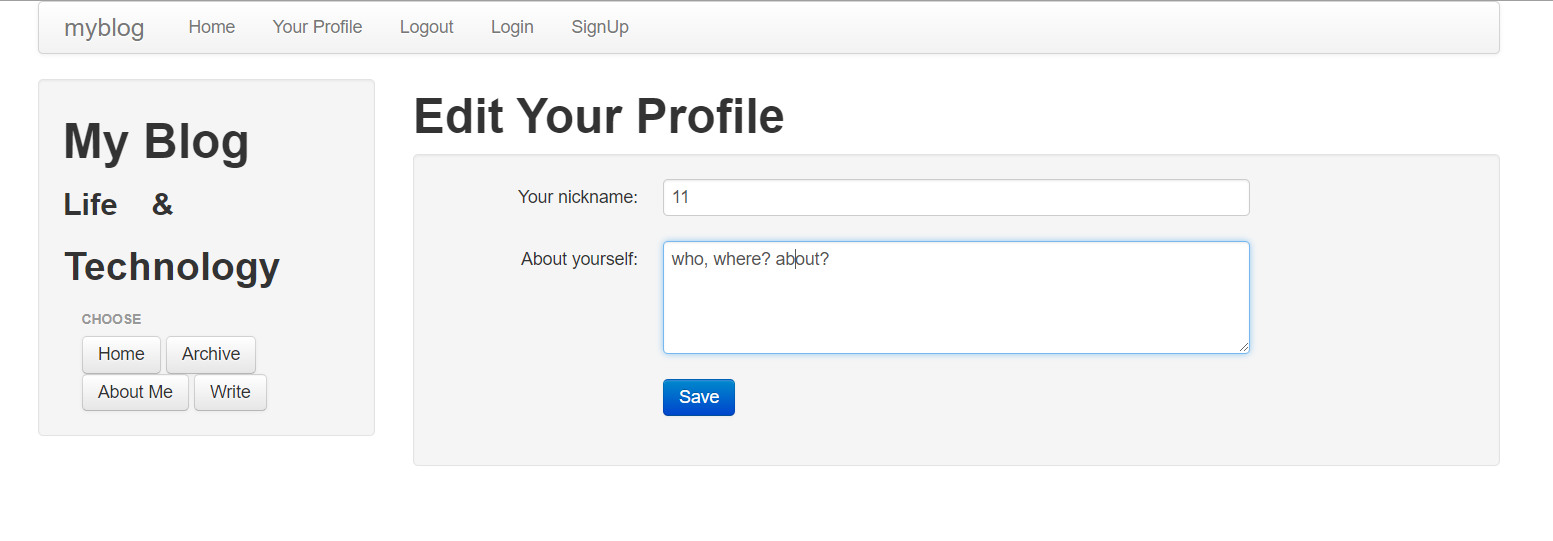 myblog Home Your Profile Logout Login SignUp
My Blog
Life &
Technology
CHOOSE
Home Archive
About Me Write
Edit Your Profile
Your nickname: 11
About yourself: who, where? about?
Save